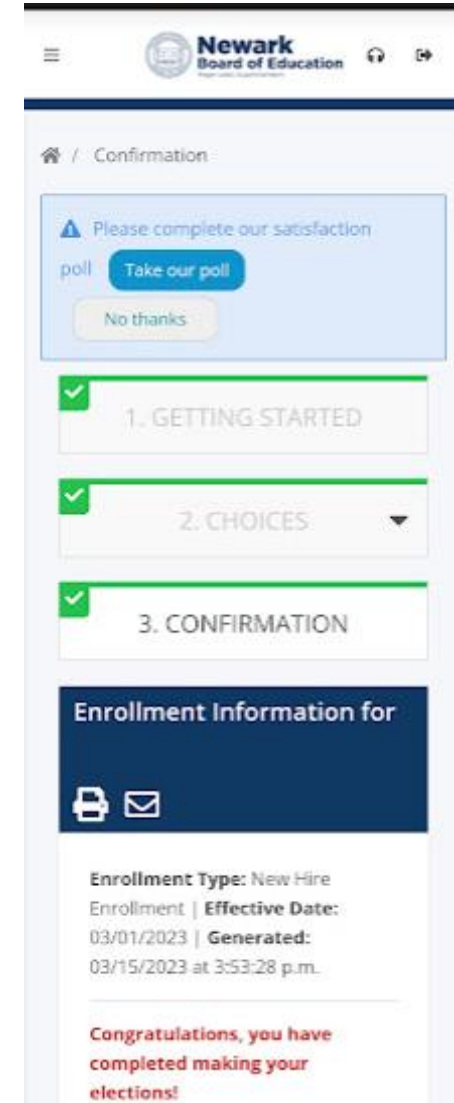 Newark
Board of Education
/ Confirmation
Please complete our satisfaction
poll Take our poll
No thanks
1. GETTING STARTED
2. CHOICES
3. CONFIRMATION
Enrollment Information for
Enrollment Type: New Hire
Enrollment | Effective Date:
03/01/2023 | Generated:
03/15/2023 at 3:53:28 p.m.
Congratulations, you have
completed making your
elections!